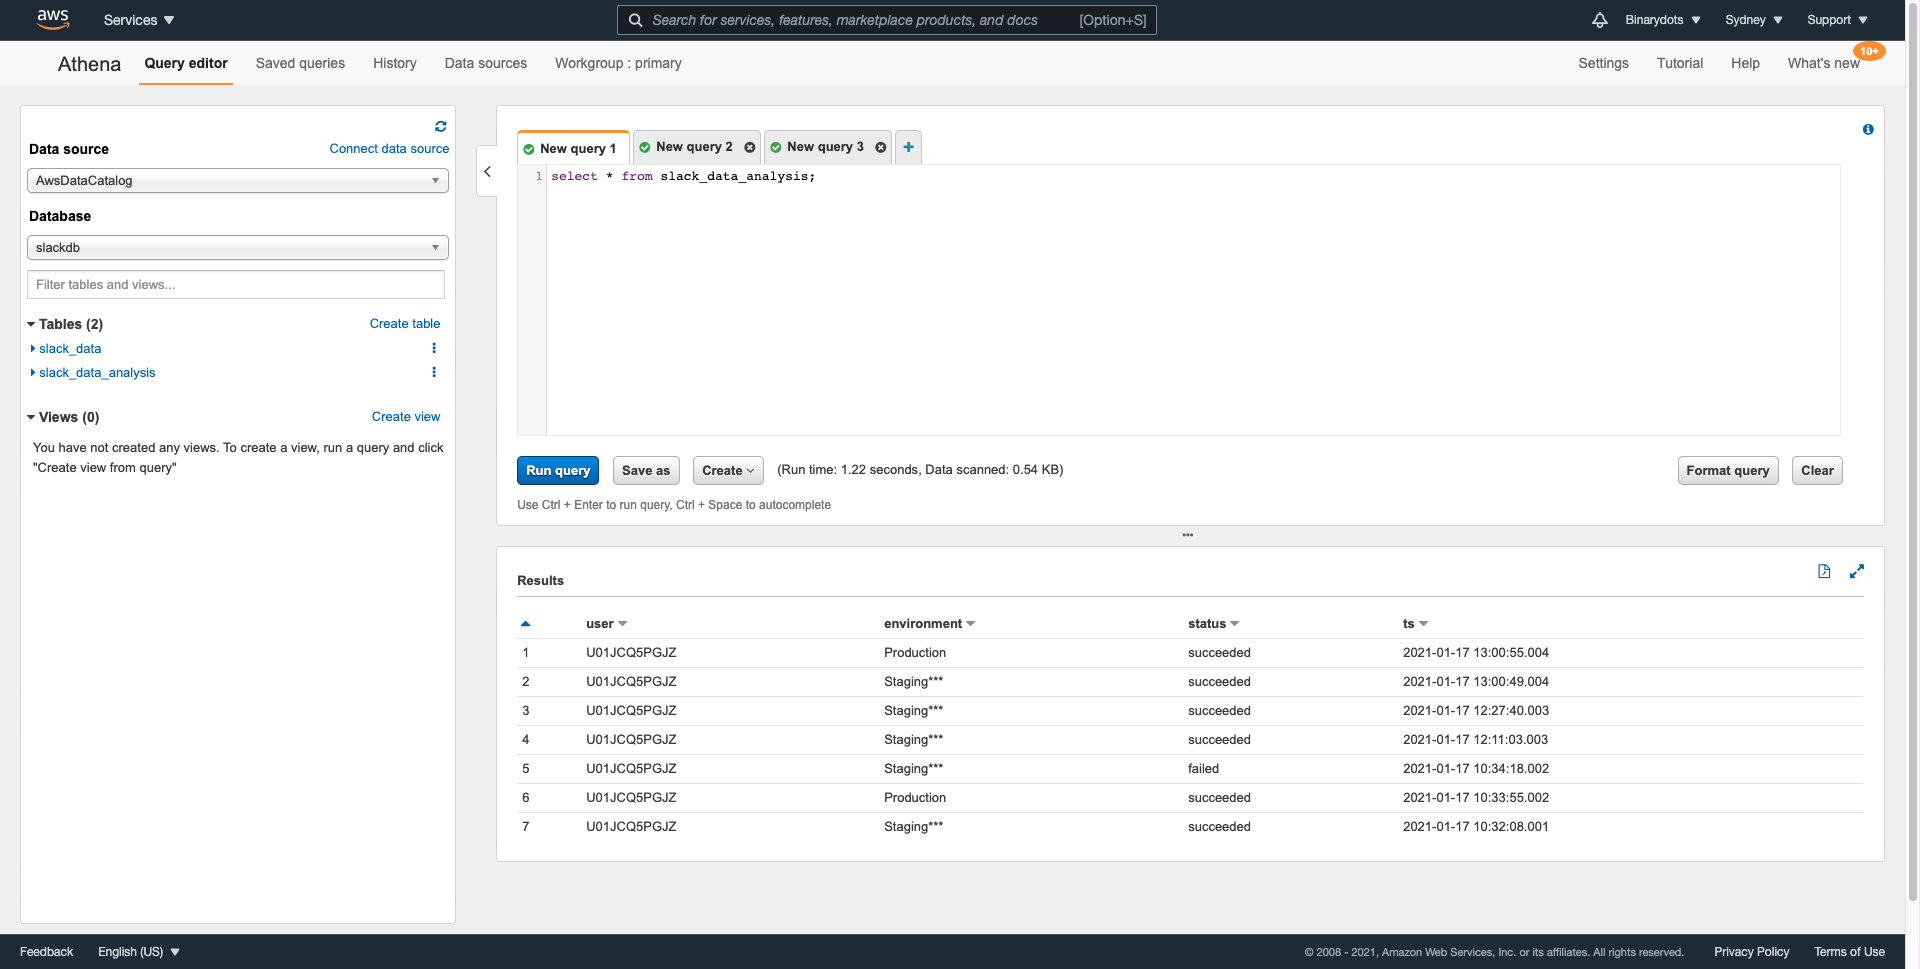 aws Services Search for services, features, marketplace products, and docs [Option+S] Binarydots Sydney Support
Athena Query editor Saved queries History Data sources Workgroup : primary Settings Tutorial Help What's new 10+
Data source Connect data source
AwsDataCatalog
Database
slackdb
Filter tables and views...
Tables (2) Create table
slack_data
slack_data_analysis
Views (0) Create view
You have not created any views. To create a view, run a query and click
"Create view from query"
New query 1 New query 2 New query 3
1 select * from slack_data_analysis;
Run query Save as Create (Run time: 1.22 seconds, Data scanned: 0.54 KB) Format query Clear
Use Ctrl + Enter to run query, Ctrl + Space to autocomplete
Results
user environment status ts
1 U01JCQ5PGJZ Production succeeded 2021-01-17 13:00:55.004
2 U01JCQ5PGJZ Staging*** succeeded 2021-01-17 13:00:49.004
3 U01JCQ5PGJZ Staging*** succeeded 2021-01-17 12:27:40.003
4 U01JCQ5PGJZ Staging*** succeeded 2021-01-17 12:11:03.003
5 U01JCQ5PGJZ Staging*** failed 2021-01-17 10:34:18.002
6 U01JCQ5PGJZ Production succeeded 2021-01-17 10:33:55.002
7 U01JCQ5PGJZ Staging*** succeeded 2021-01-17 10:32:08.001
Feedback English (US) © 2008 - 2021, Amazon Web Services, Inc. or its affiliates. All rights reserved. Privacy Policy Terms of Use